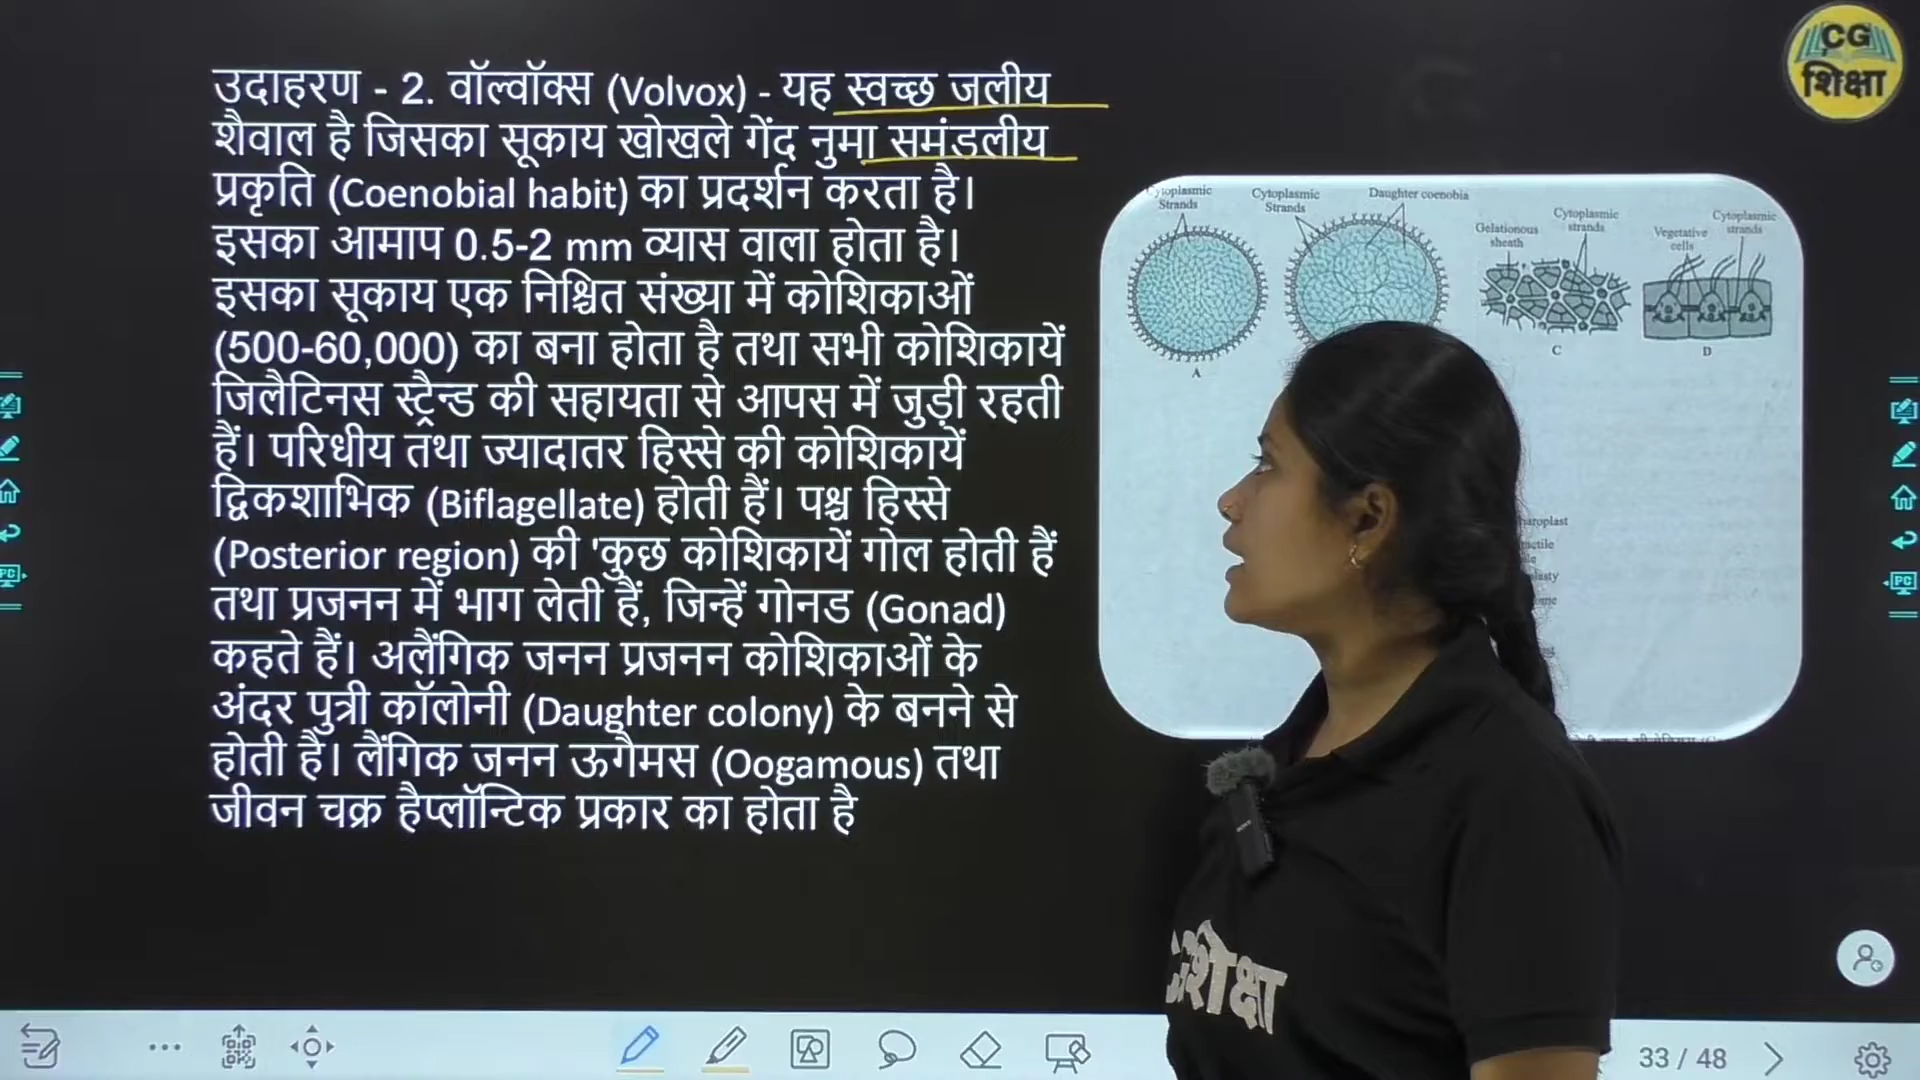 उदाहरण - 2. वॉल्वॉक्स (Volvox) - यह स्वच्छ जलीय
शैवाल है जिसका सूकाय खोखले गेंद नुमा समंडलीय
प्रकृति (Coenobial habit) का प्रदर्शन करता है।
इसका आमाप 0.5-2 mm व्यास वाला होता है।
इसका सूकाय एक निश्चित संख्या में कोशिकाओं
(500-60,000) का बना होता है तथा सभी कोशिकायें
जिलैटिनस स्ट्रैन्ड की सहायता से आपस में जुड़ी रहती
हैं। परिधीय तथा ज्यादातर हिस्से की कोशिकायें
द्विकशाभिक (Biflagellate) होती हैं। पश्च हिस्से
(Posterior region) की 'कुछ कोशिकायें गोल होती हैं
तथा प्रजनन में भाग लेती हैं, जिन्हें गोनड (Gonad)
कहते हैं। अलैंगिक जनन प्रजनन कोशिकाओं के
अंदर पुत्री कॉलोनी (Daughter colony) के बनने से
होती है। लैंगिक जनन ऊगैमस (Oogamous) तथा
जीवन चक्र हैप्लॉन्टिक प्रकार का होता है
CG
शिक्षा
Cytoplasmic
Strands
Cytoplasmic
Strands
Daughter coenobia
Gelationous
sheath
Cytoplasmic
strands
Vegetative
cells
Cytoplasmic
strands
A
C
D
शिक्षा
PC
PC
33 / 48